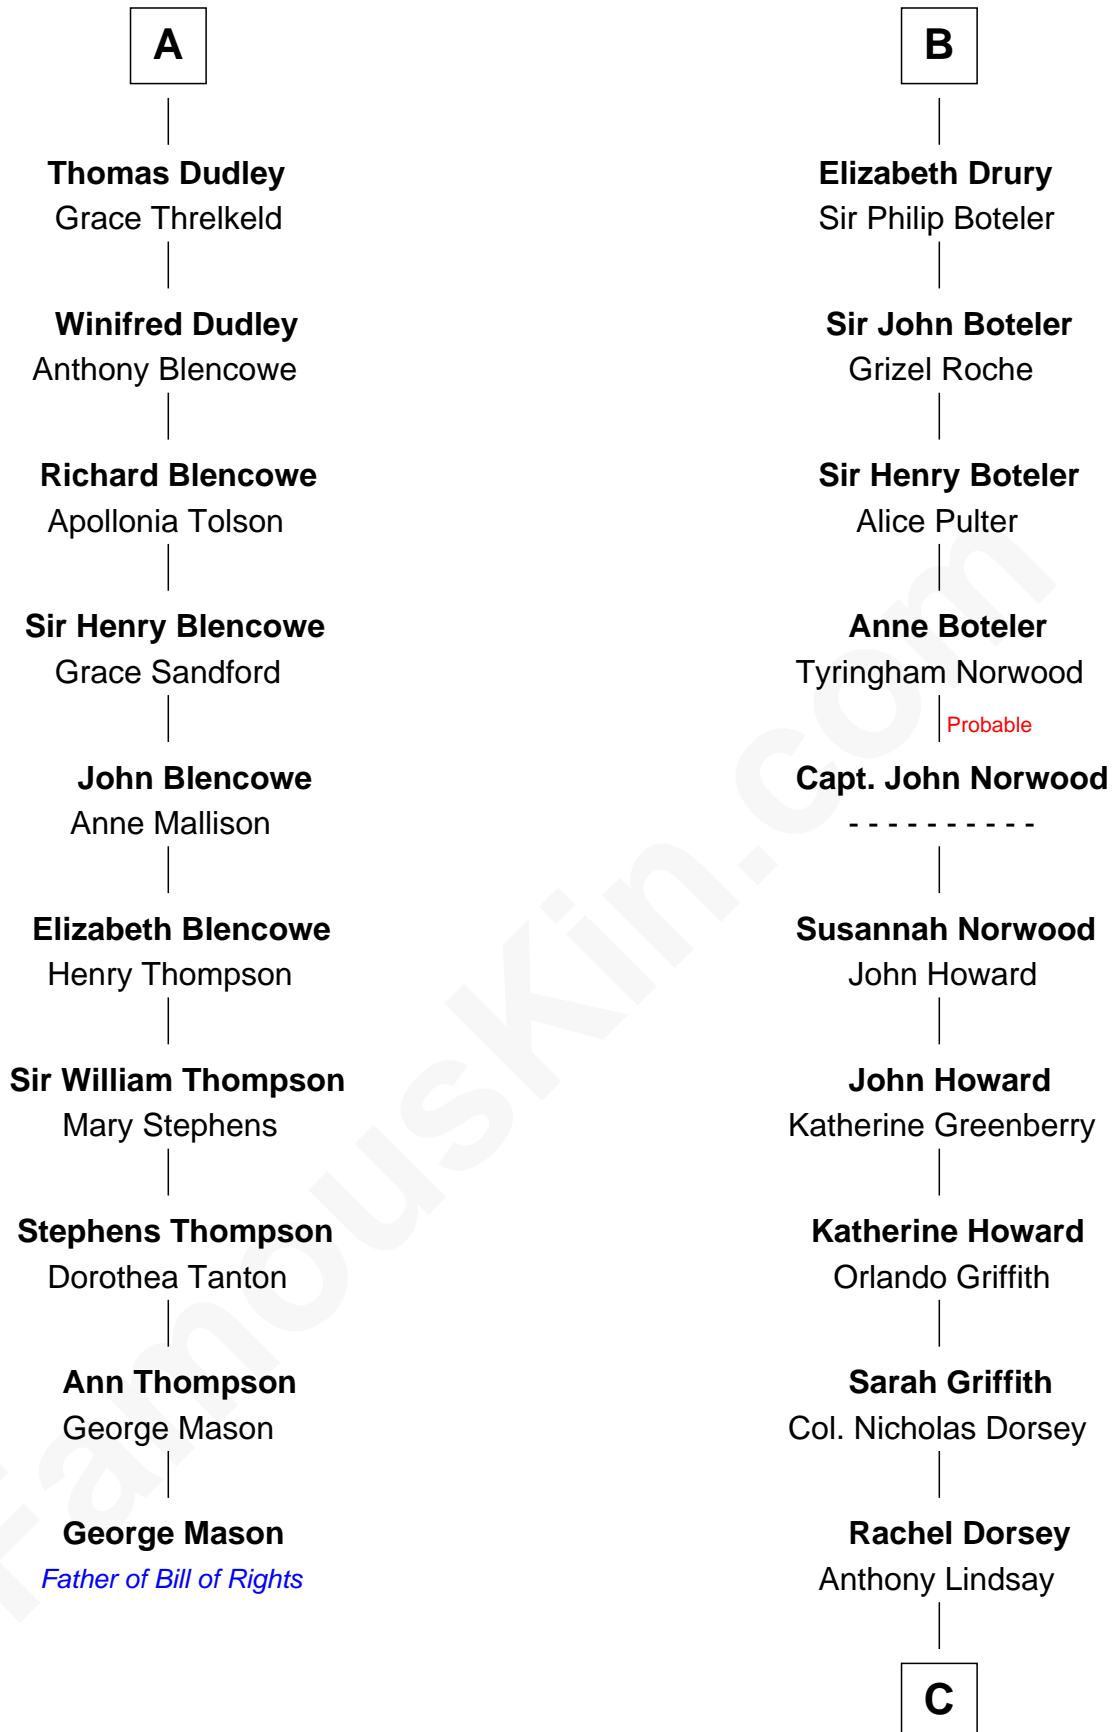 A
Thomas Dudley
Grace Threlkeld
Winifred Dudley
Anthony Blencowe
Richard Blencowe
Apollonia Tolson
Sir Henry Blencowe
Grace Sandford
John Blencowe
Anne Mallison
Elizabeth Blencowe
Henry Thompson
Sir William Thompson
Mary Stephens
Stephens Thompson
Dorothea Tanton
Ann Thompson
George Mason
George Mason
Father of Bill of Rights
B
Elizabeth Drury
Sir Philip Boteler
Sir John Boteler
Grizel Roche
Sir Henry Boteler
Alice Pulter
Anne Boteler
Tyringham Norwood
Probable
Capt. John Norwood
- - - - - - - - - -
Susannah Norwood
John Howard
John Howard
Katherine Greenberry
Katherine Howard
Orlando Griffith
Sarah Griffith
Col. Nicholas Dorsey
Rachel Dorsey
Anthony Lindsay
C
FamousKin.com